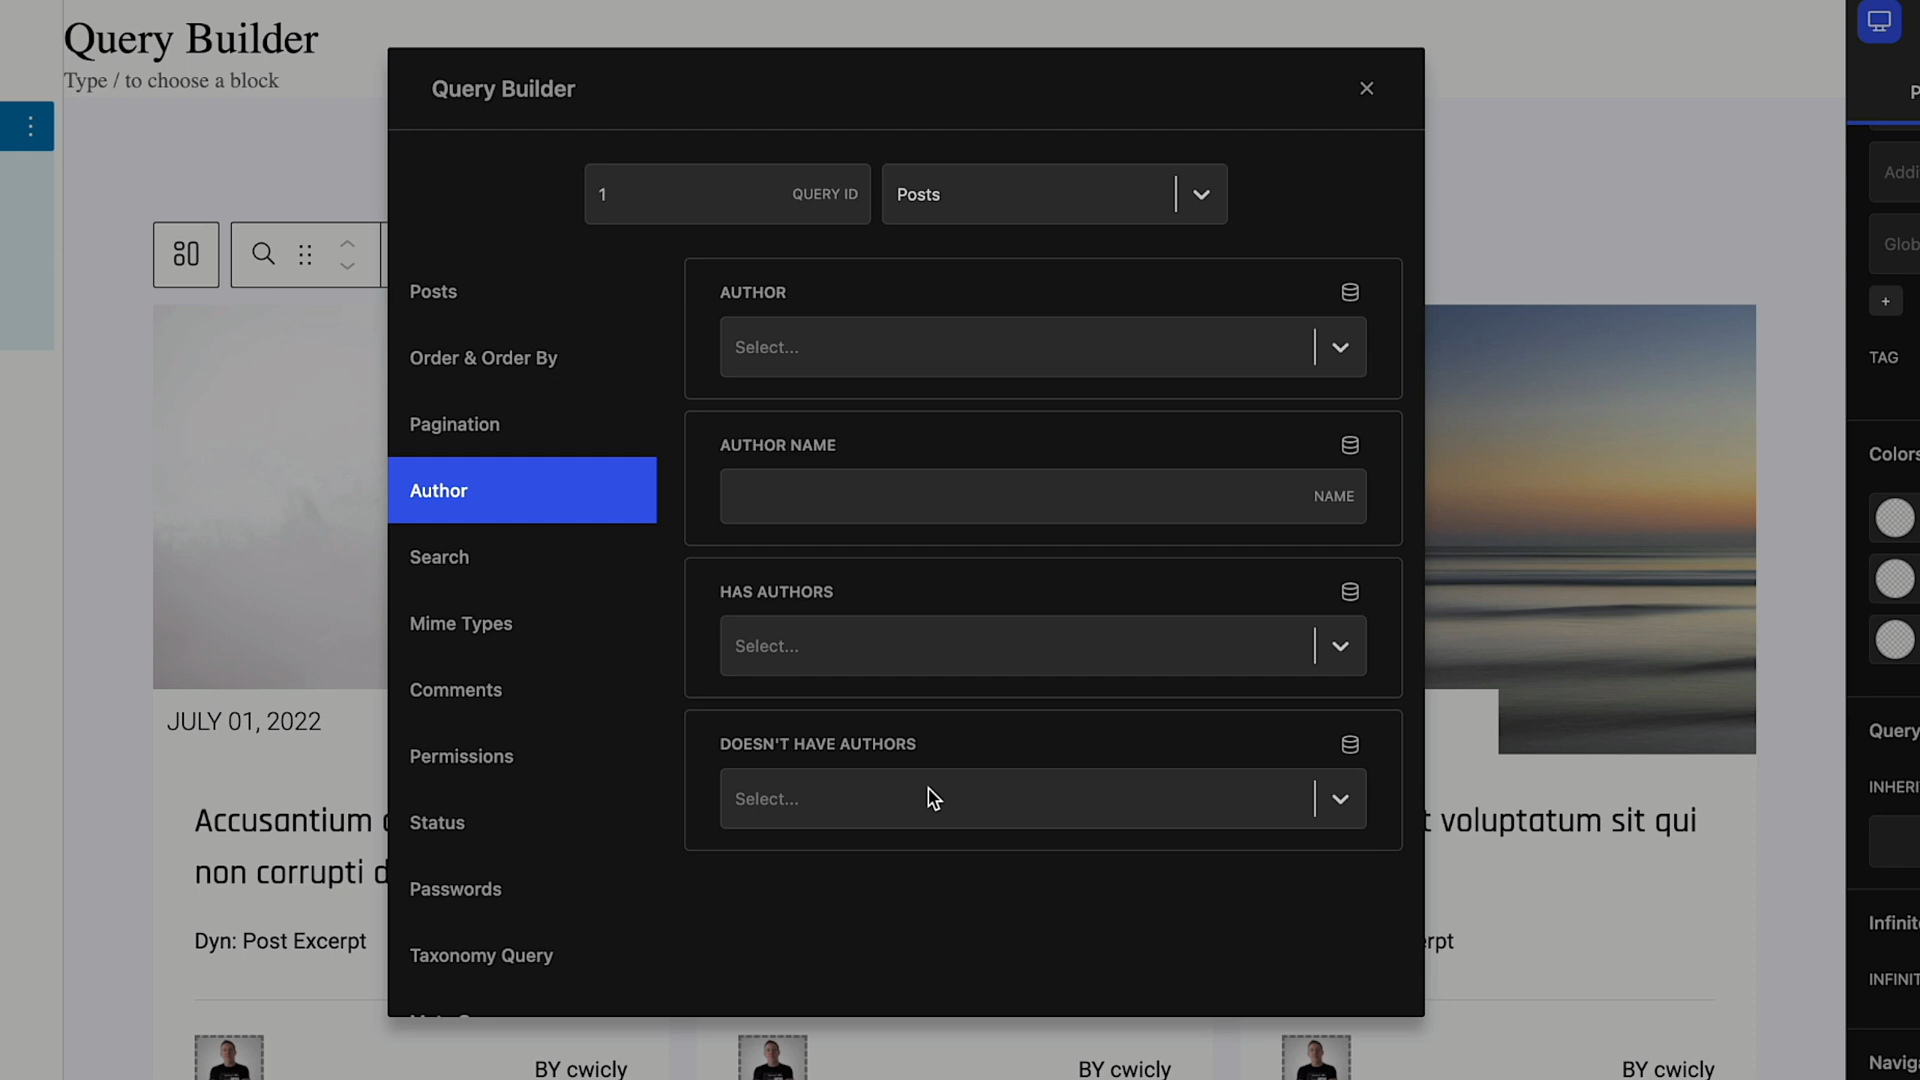 Query Builder
Type / to choose a block
Query Builder
1
QUERY ID
Posts
Posts
Order & Order By
Pagination
Author
Search
Mime Types
Comments
Permissions
Status
Passwords
Taxonomy Query
AUTHOR
Select...
AUTHOR NAME
NAME
HAS AUTHORS
Select...
DOESN'T HAVE AUTHORS
Select...
JULY 01, 2022
Accusantium
non corrupti
Dyn: Post Excerpt
BY cwicly
BY cwicly
t voluptatum sit qui
erpt
BY cwicly
P
Addi
Glob
+
TAG
Colors
Query
INHERI
Infinit
INFINIT
Naviga